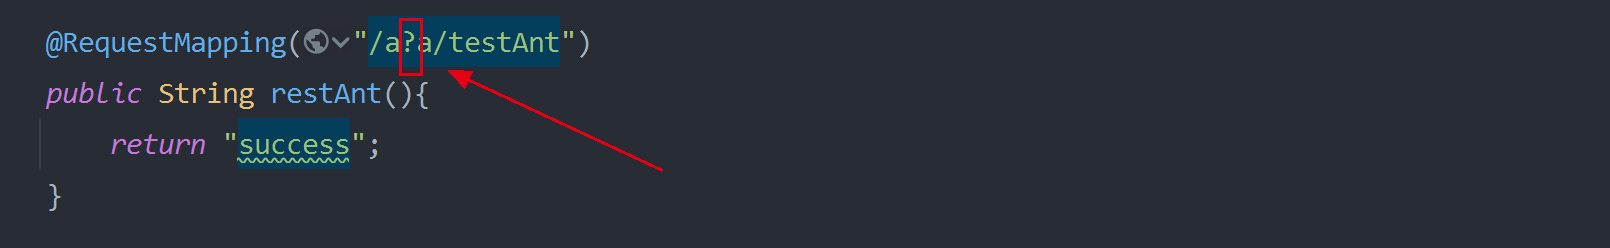 @RequestMapping("/a?a/testAnt")
public String restAnt(){
    return "success";
}